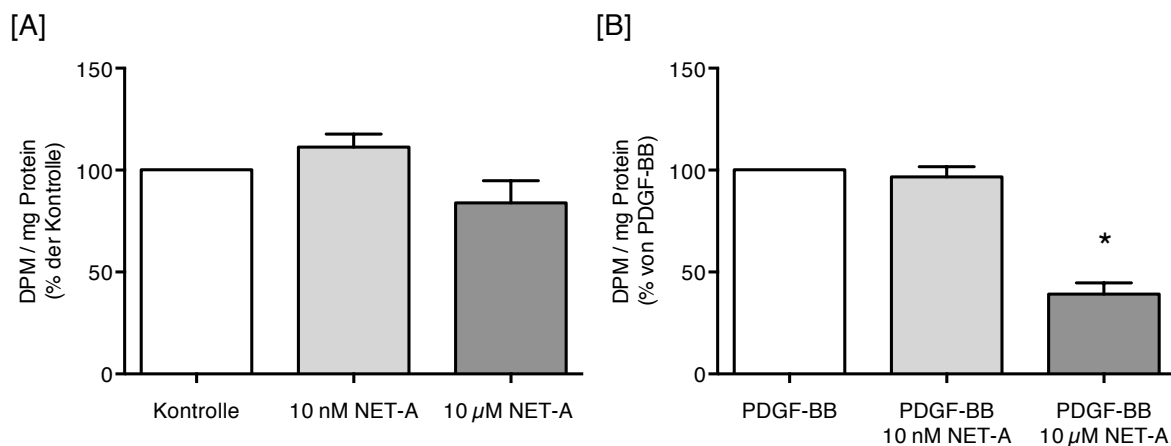 [A]
150
100
50
0
DPM / mg Protein
(% der Kontrolle)
Kontrolle
10 nM NET-A
10 µM NET-A
[B]
150
100
50
0
DPM / mg Protein
(% von PDGF-BB)
*
PDGF-BB
PDGF-BB
10 nM NET-A
PDGF-BB
10 µM NET-A